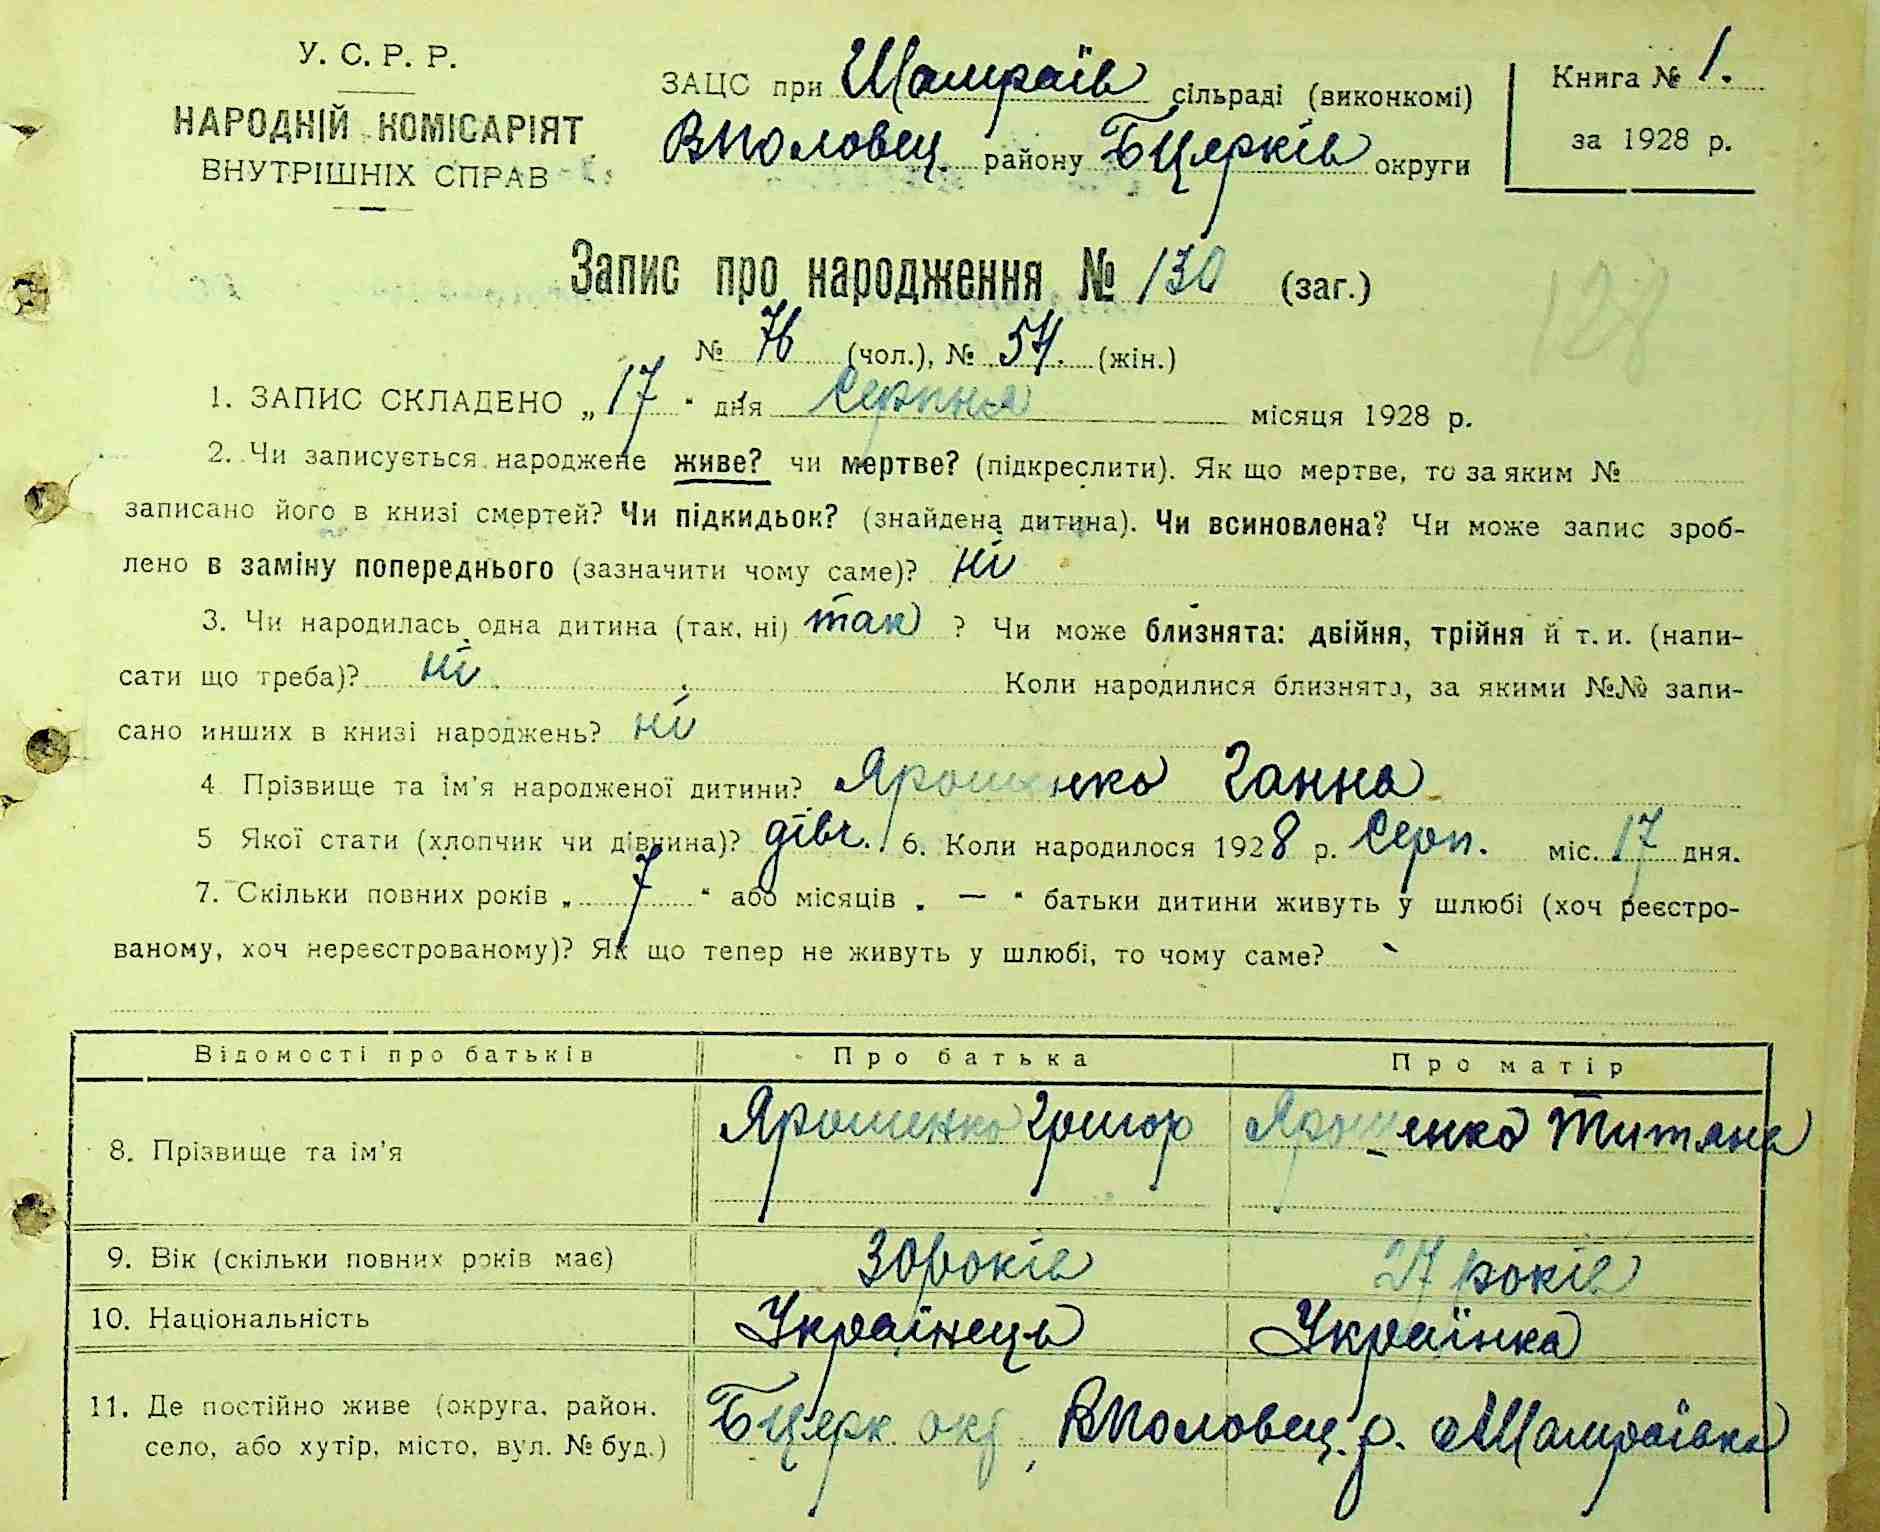 У. С. Р. Р.
НАРОДНІЙ КОМІСАРІЯТ
ВНУТРІШНІХ СПРАВ
ЗАЦС при Шамраїв сільраді (виконкомі)
ВПоловец. району БЦерків округи
Книга № 1.
за 1928 р.
Запис про народження № 130 (заг.)
128
№ 76 (чол.), № 54. (жін.)
1. ЗАПИС СКЛАДЕНО „17“ дня Серпня місяця 1928 р.
2. Чи записується народжене живе? чи мертве? (підкреслити). Як що мертве, то за яким №
записано його в книзі смертей? Чи підкидьок? (знайдена дитина). Чи всиновлена? Чи може запис зроб-
лено в заміну попереднього (зазначити чому саме)? ні
3. Чи народилась одна дитина (так, ні) так ? Чи може близнята: двійня, трійня й т. и. (напи-
сати що треба)? ні Коли народилися близнята, за якими №№ запи-
сано инших в книзі народжень? ні
4 Прізвище та ім'я народженої дитини? Ярошенко Ганна
5 Якої стати (хлопчик чи дівчина)? дівч. 6. Коли народилося 1928 р. Серп. міс. 17 дня.
7. Скільки повних років „7“ або місяців „ — “ батьки дитини живуть у шлюбі (хоч реєстро-
ваному, хоч нереєстрованому)? Як що тепер не живуть у шлюбі, то чому саме?
Відомості про батьків Про батька Про матір
8. Прізвище та ім'я Ярошенко Григор Ярошенко Титяна
9. Вік (скільки повних років має) 30 років 27 років
10. Національність Українець Українка
11. Де постійно живе (округа, район, село, або хутір, місто, вул. № буд.) БЦерк окр, ВПоловец. р. с Шамраївка